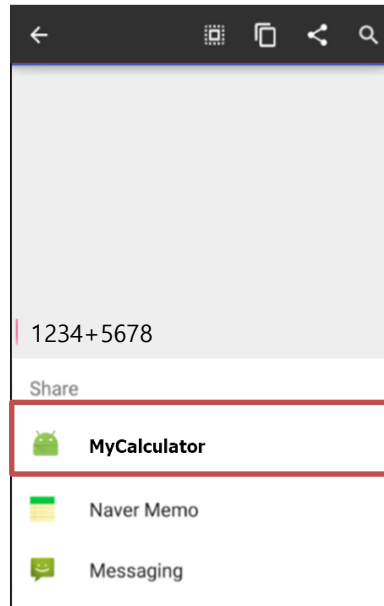 1234+5678
Share
MyCalculator
Naver Memo
Messaging